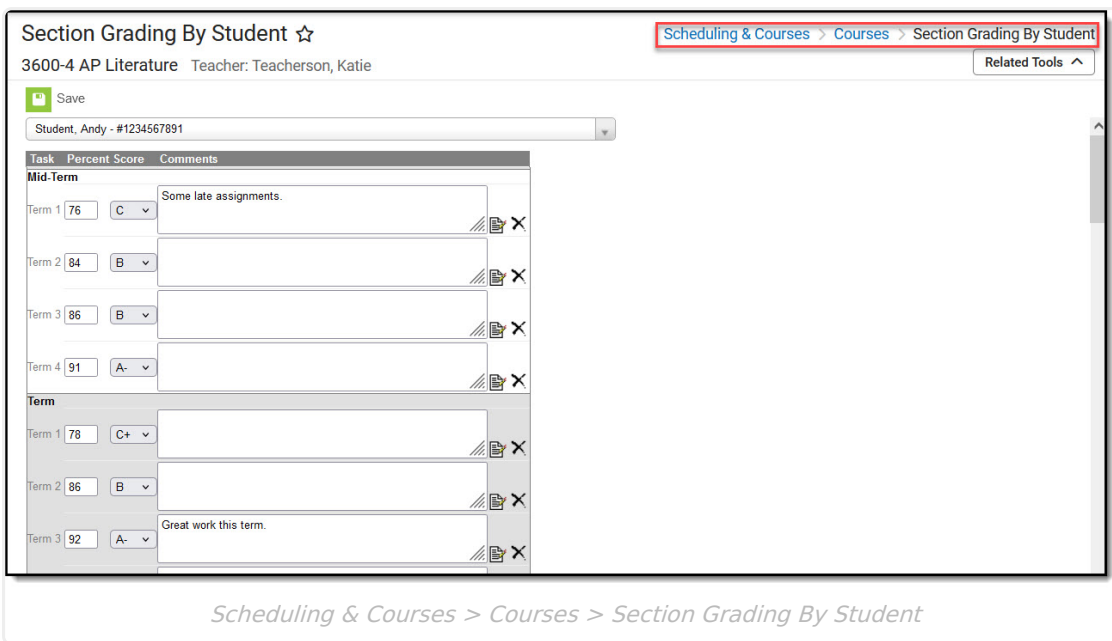 Section Grading By Student ☆
Scheduling & Courses > Courses > Section Grading By Student
3600-4 AP Literature Teacher: Teacherson, Katie
Related Tools
Save
Student, Andy - #1234567891
Task Percent Score Comments
Mid-Term
Term 1 76 C Some late assignments.
Term 2 84 B
Term 3 86 B
Term 4 91 A-
Term
Term 1 78 C+
Term 2 86 B
Term 3 92 A- Great work this term.
Scheduling & Courses > Courses > Section Grading By Student